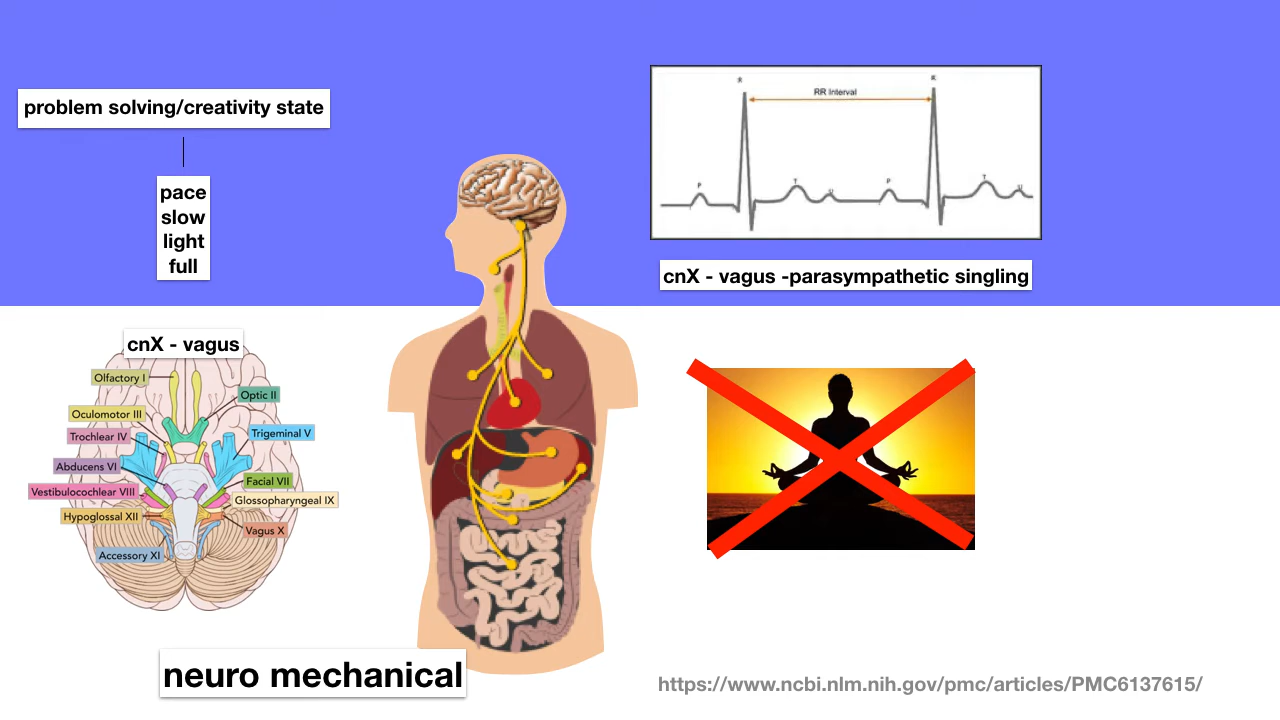 problem solving/creativity state
pace
slow
light
full
R
R
RR Interval
P
T
U
P
T
U
cnX - vagus -parasympathetic singling
cnX - vagus
Olfactory I
Optic II
Oculomotor III
Trochlear IV
Trigeminal V
Abducens VI
Facial VII
Vestibulocochlear VIII
Glossopharyngeal IX
Hypoglossal XII
Vagus X
Accessory XI
neuro mechanical
https://www.ncbi.nlm.nih.gov/pmc/articles/PMC6137615/